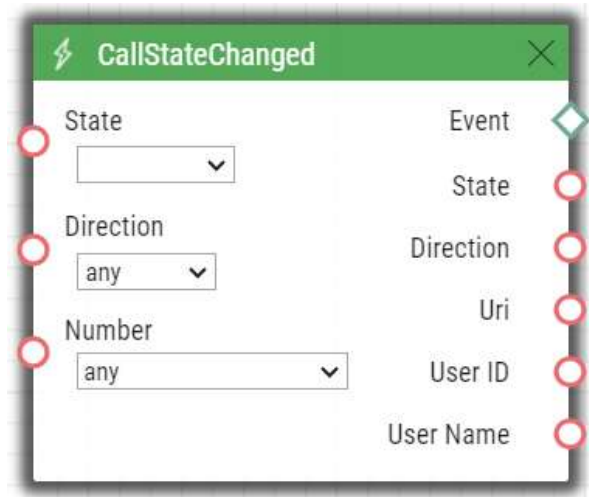 CallStateChanged
State
Event
State
Direction
any
Direction
Uri
Number
any
User ID
User Name